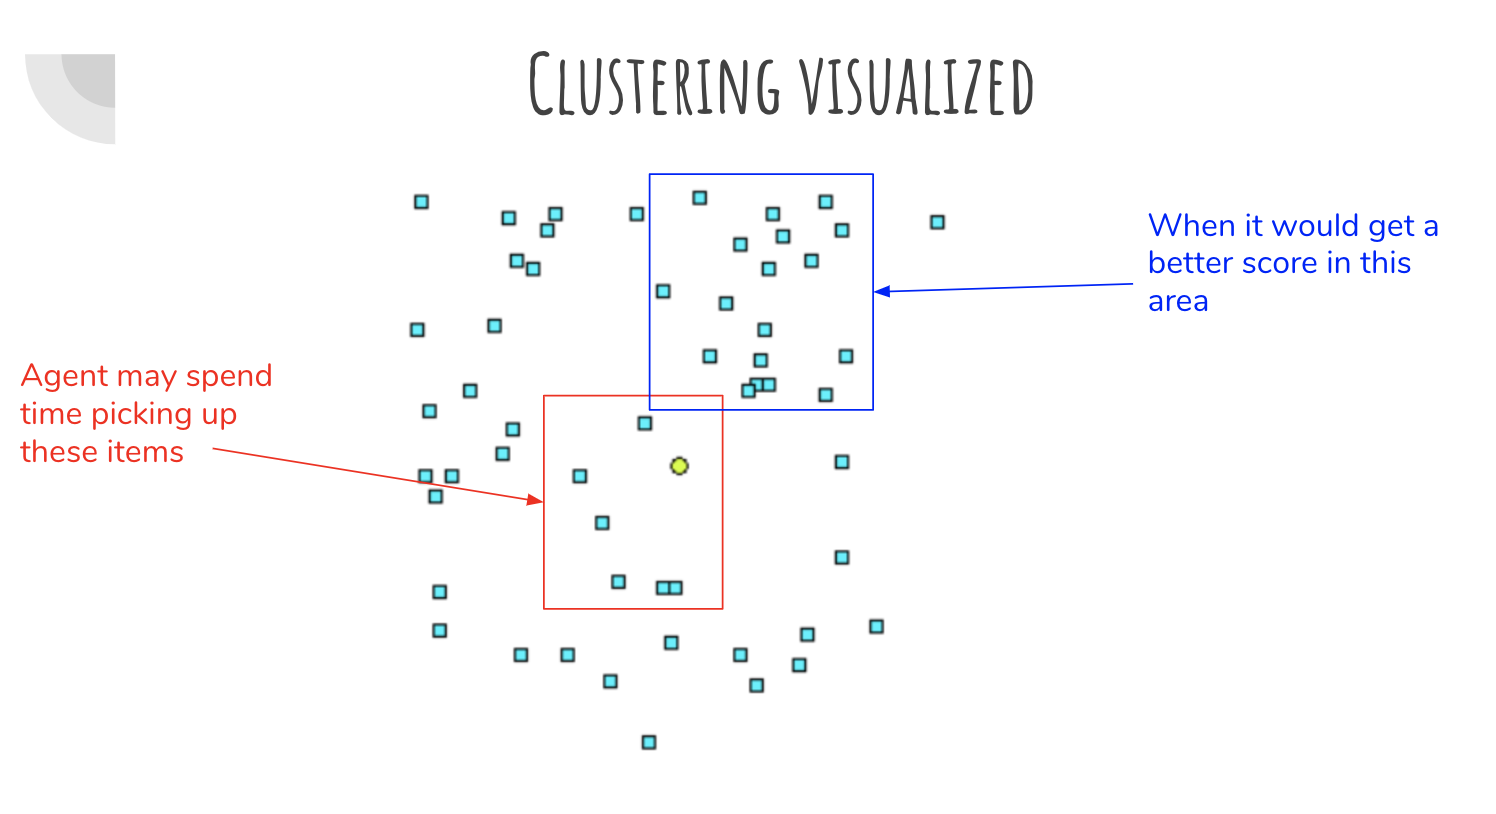 Clustering visualized
When it would get a
better score in this
area
Agent may spend
time picking up
these items